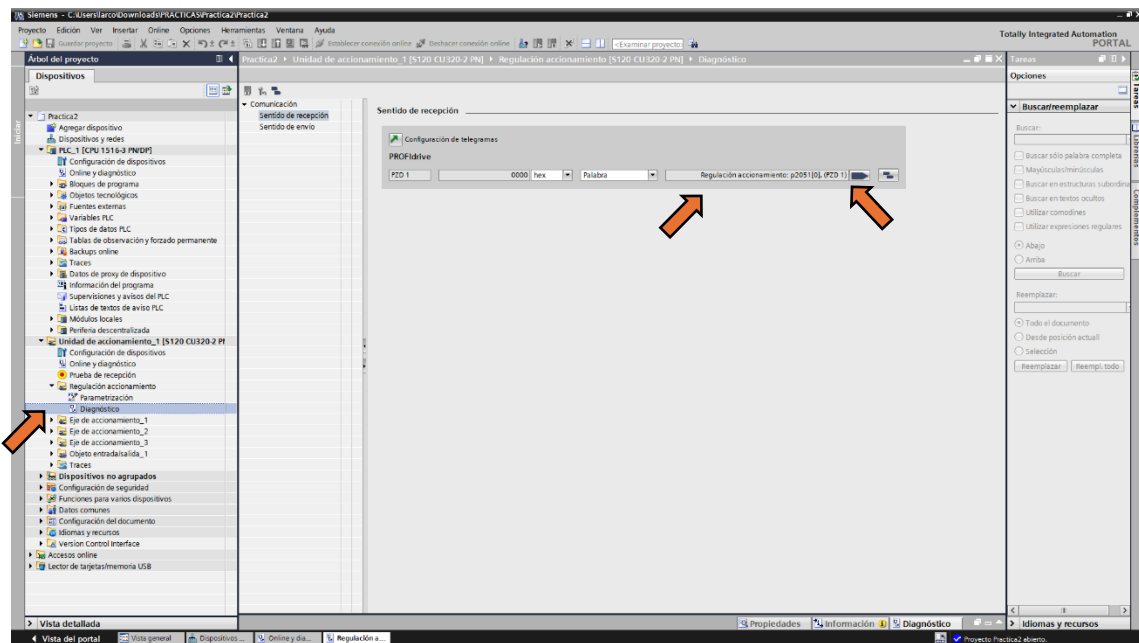 Siemens - C:\Users\larco\Downloads\PRACTICAS\Practica2\Practica2
Proyecto Edición Ver Insertar Online Opciones Herramientas Ventana Ayuda
Guardar proyecto Establecer conexión online Deshacer conexión online <Examinar proyecto>
Totally Integrated Automation
PORTAL
Árbol del proyecto
Practica2 Unidad de accionamiento_1 [S120 CU320-2 PN] Regulación accionamiento [S120 CU320-2 PN] Diagnóstico
Tareas
Dispositivos
Opciones
Iniciar
Practica2
Agregar dispositivo
Dispositivos y redes
PLC_1 [CPU 1516-3 PN/DP]
Configuración de dispositivos
Online y diagnóstico
Bloques de programa
Objetos tecnológicos
Fuentes externas
Variables PLC
Tipos de datos PLC
Tablas de observación y forzado permanente
Backups online
Traces
Datos de proxy de dispositivo
Información del programa
Supervisiones y avisos del PLC
Listas de textos de aviso PLC
Módulos locales
Periferia descentralizada
Unidad de accionamiento_1 [S120 CU320-2 PN
Configuración de dispositivos
Online y diagnóstico
Prueba de recepción
Regulación accionamiento
Parametrización
Diagnóstico
Eje de accionamiento_1
Eje de accionamiento_2
Eje de accionamiento_3
Objeto entrada/salida_1
Traces
Dispositivos no agrupados
Configuración de seguridad
Funciones para varios dispositivos
Datos comunes
Configuración del documento
Idiomas y recursos
Version Control Interface
Accesos online
Lector de tarjetas/memoria USB
Comunicación
Sentido de recepción
Sentido de envío
Sentido de recepción
Configuración de telegramas
PROFIdrive
PZD 1 0000 hex Palabra Regulación accionamiento: p2051[0], (PZD 1)
Buscar/reemplazar
Buscar:
Buscar sólo palabra completa
Mayúsculas/minúsculas
Buscar en estructuras subordina
Buscar en textos ocultos
Utilizar comodines
Utilizar expresiones regulares
Abajo
Arriba
Buscar
Reemplazar:
Todo el documento
Desde posición actuall
Selección
Reemplazar Reempl. todo
Tareas
Librerías
Complementos
Vista detallada
Propiedades Información Diagnóstico
Idiomas y recursos
Vista del portal Vista general Dispositivos ... Online y dia... Regulación a...
Proyecto Practica2 abierto.